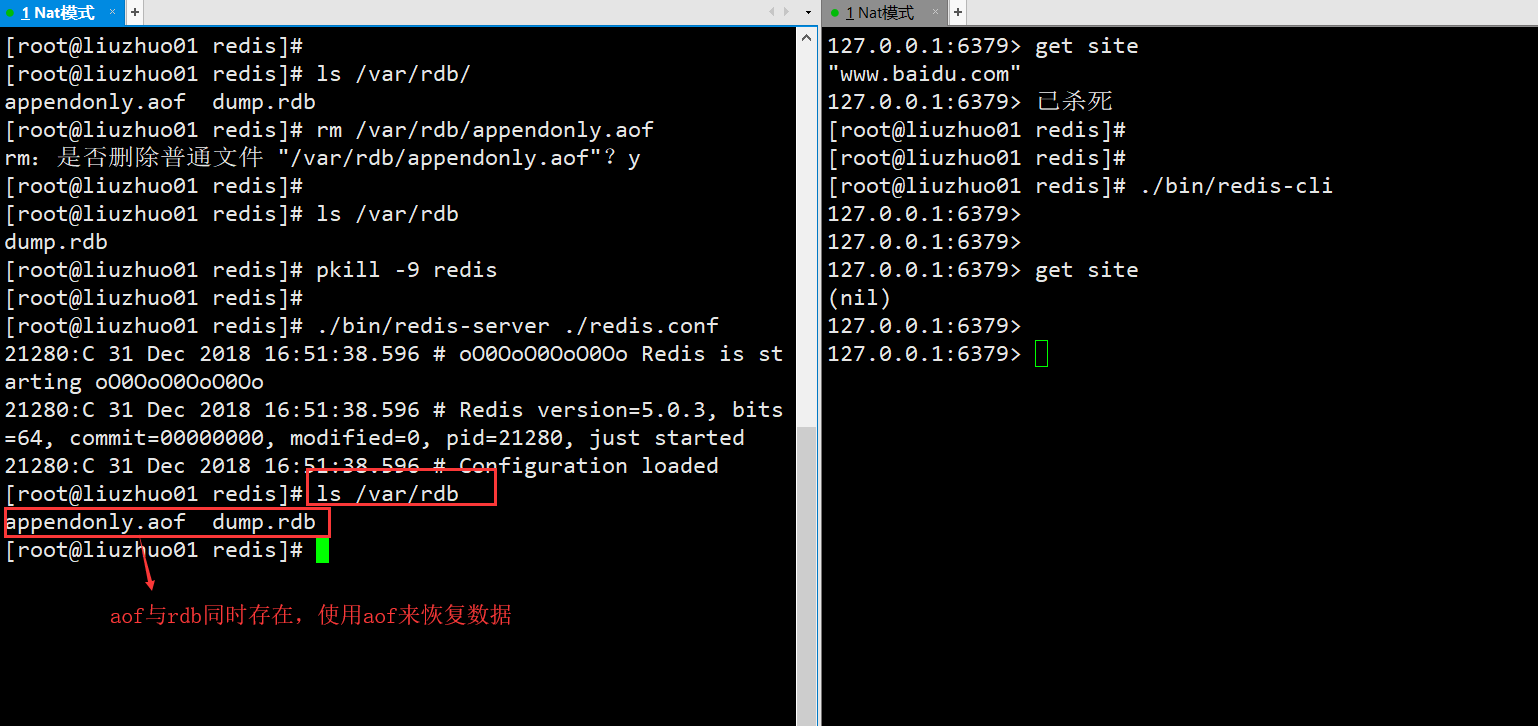 1 Nat模式 × +
[root@liuzhuo01 redis]#
[root@liuzhuo01 redis]# ls /var/rdb/
appendonly.aof  dump.rdb
[root@liuzhuo01 redis]# rm /var/rdb/appendonly.aof
rm：是否删除普通文件 "/var/rdb/appendonly.aof"？y
[root@liuzhuo01 redis]#
[root@liuzhuo01 redis]# ls /var/rdb
dump.rdb
[root@liuzhuo01 redis]# pkill -9 redis
[root@liuzhuo01 redis]#
[root@liuzhuo01 redis]# ./bin/redis-server ./redis.conf
21280:C 31 Dec 2018 16:51:38.596 # oO0OoO0OoO0Oo Redis is st
arting oO0OoO0OoO0Oo
21280:C 31 Dec 2018 16:51:38.596 # Redis version=5.0.3, bits
=64, commit=00000000, modified=0, pid=21280, just started
21280:C 31 Dec 2018 16:51:38.596 # Configuration loaded
[root@liuzhuo01 redis]# ls /var/rdb
appendonly.aof  dump.rdb
[root@liuzhuo01 redis]#
aof与rdb同时存在，使用aof来恢复数据
1 Nat模式 × +
127.0.0.1:6379> get site
"www.baidu.com"
127.0.0.1:6379> 已杀死
[root@liuzhuo01 redis]#
[root@liuzhuo01 redis]#
[root@liuzhuo01 redis]# ./bin/redis-cli
127.0.0.1:6379>
127.0.0.1:6379>
127.0.0.1:6379> get site
(nil)
127.0.0.1:6379>
127.0.0.1:6379>